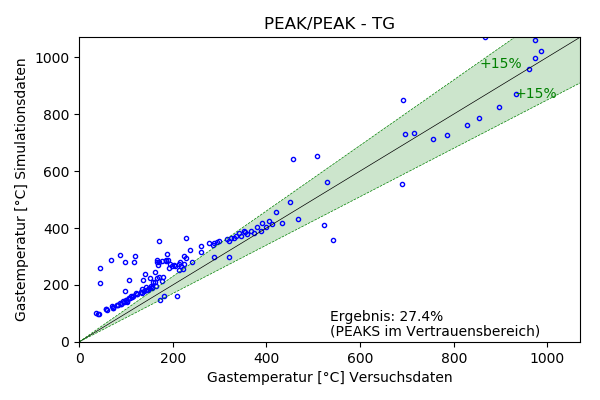 PEAK/PEAK - TG
Gastemperatur [°C] Simulationsdaten
1000
800
600
400
200
0
+15%
+15%
Ergebnis: 27.4%
(PEAKS im Vertrauensbereich)
0 200 400 600 800 1000
Gastemperatur [°C] Versuchsdaten